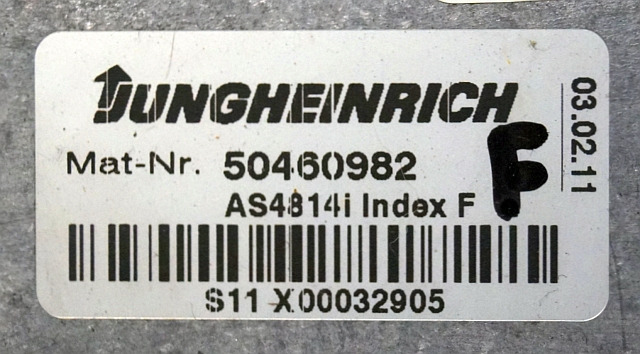 JUNGHEINRICH
Mat-Nr. 50460982
AS4814i Index F
F
03.02.11
S11 X00032905